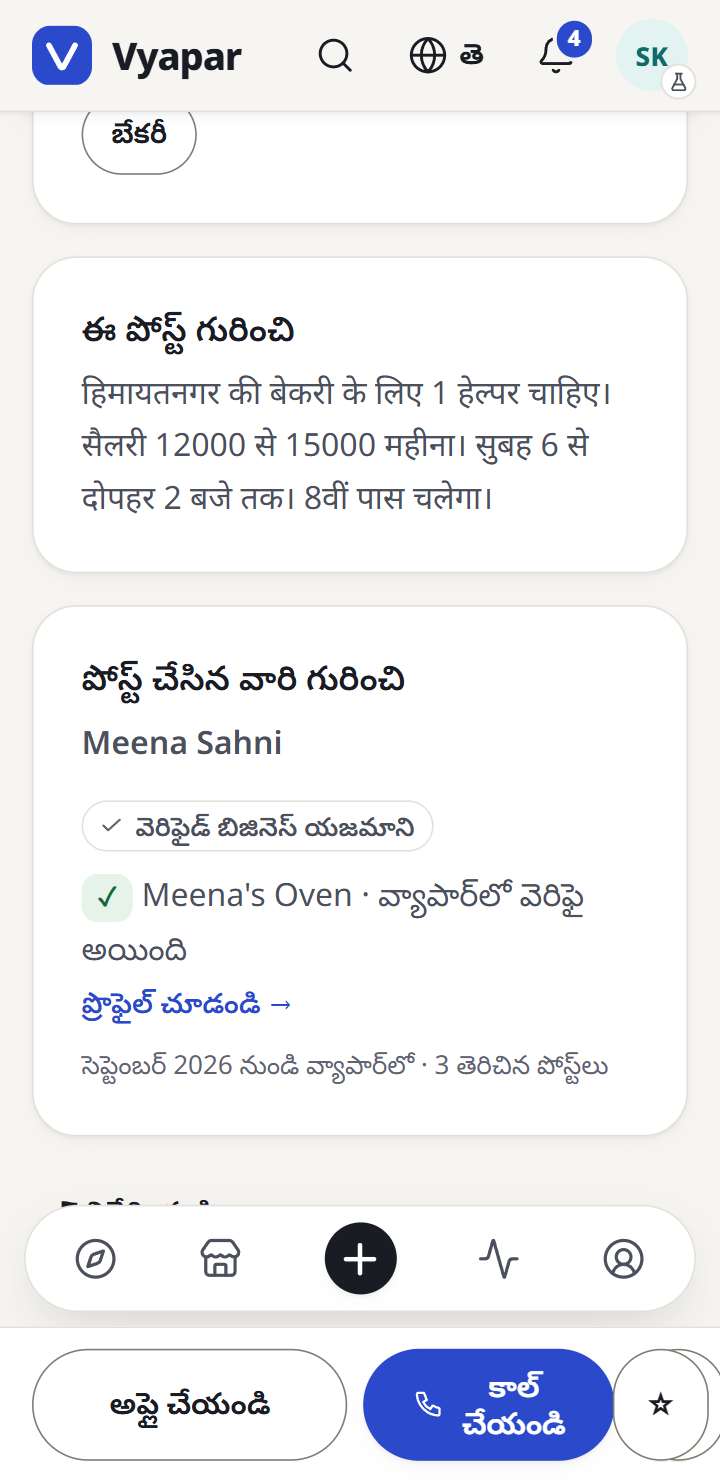 Vyapar
తె
4
SK
బేకరీ
ఈ పోస్ట్ గురించి
हिमायतनगर की बेकरी के लिए 1 हेल्पर चाहिए।
सैलरी 12000 से 15000 महीना। सुबह 6 से
दोपहर 2 बजे तक। 8वीं पास चलेगा।
పోస్ట్ చేసిన వారి గురించి
Meena Sahni
వెరిఫైడ్ బిజినెస్ యజమాని
✓ Meena's Oven · వ్యాపార్‌లో వెరిఫై
అయింది
ప్రొఫైల్ చూడండి →
సెప్టెంబర్ 2026 నుండి వ్యాపార్‌లో · 3 తెరిచిన పోస్ట్‌లు
అప్లై చేయండి
కాల్
చేయండి